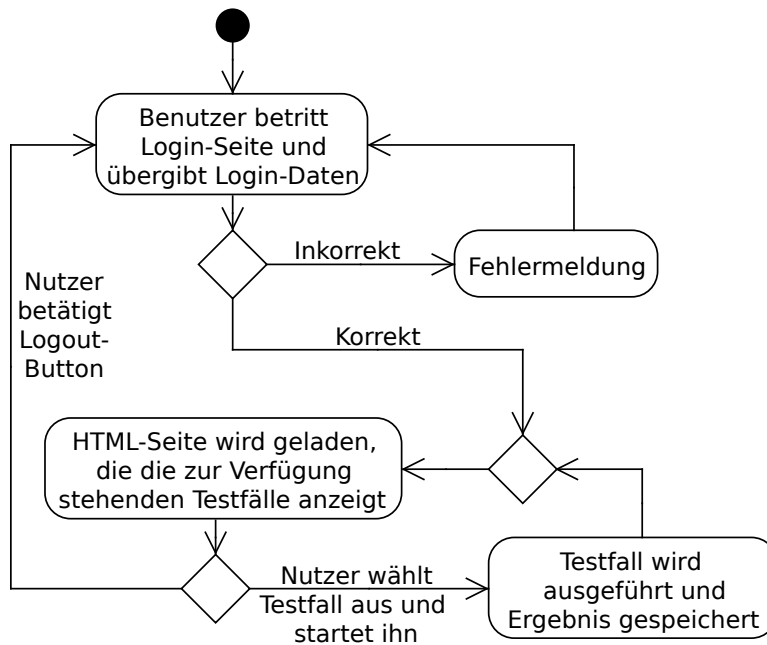 Benutzer betritt
Login-Seite und
übergibt Login-Daten
Inkorrekt
Fehlermeldung
Nutzer
betätigt
Logout-
Button
Korrekt
HTML-Seite wird geladen,
die die zur Verfügung
stehenden Testfälle anzeigt
Nutzer wählt
Testfall aus und
startet ihn
Testfall wird
ausgeführt und
Ergebnis gespeichert